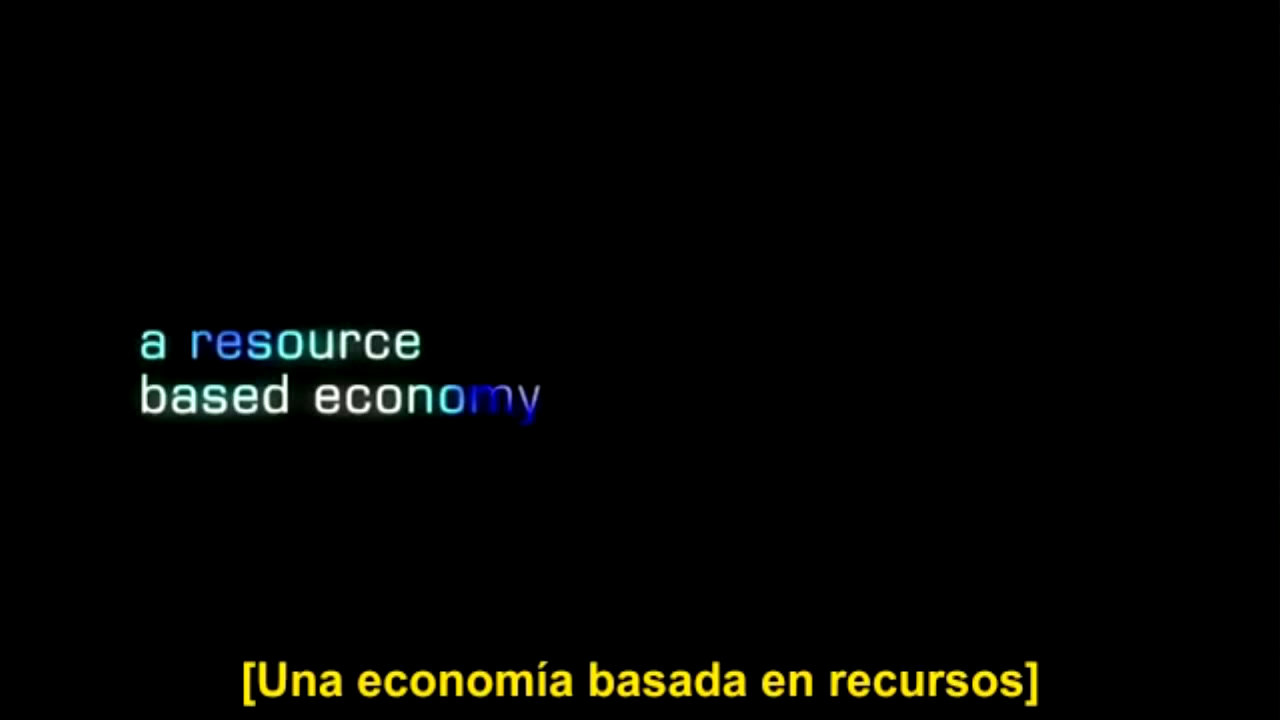 a resource
based economy
[Una economía basada en recursos]